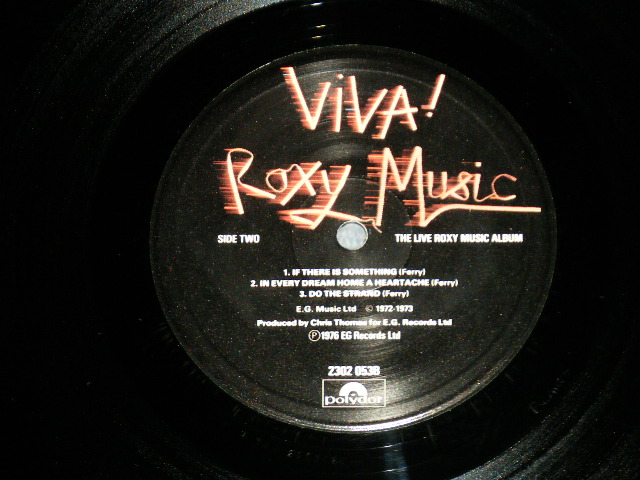 ViVA!
Roxy Music
SIDE TWO THE LIVE ROXY MUSIC ALBUM
1. IF THERE IS SOMETHING (Ferry)
2. IN EVERY DREAM HOME A HEARTACHE (Ferry)
3. DO THE STRAND (Ferry)
E.G. Music Ltd © 1972-1973
Produced by Chris Thomas for E.G. Records Ltd
Ⓟ 1976 EG Records Ltd
2302 053B
polydor